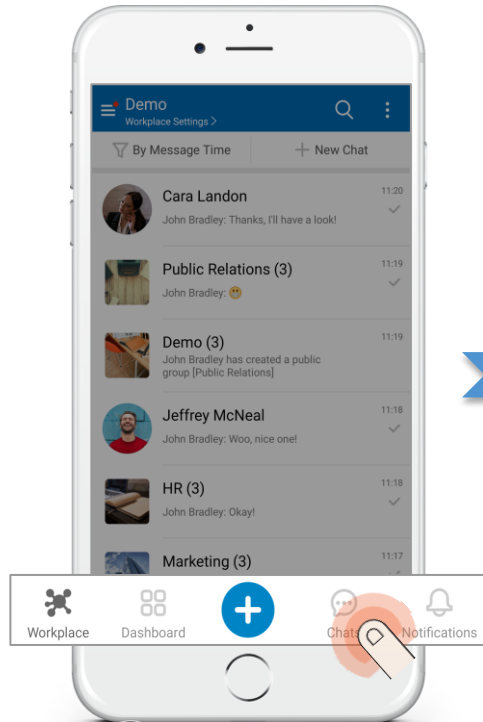 Demo
Workplace Settings >
By Message Time
New Chat
Cara Landon
11:20
John Bradley: Thanks, I'll have a look!
Public Relations (3)
11:19
John Bradley: 😬
Demo (3)
11:19
John Bradley has created a public
group [Public Relations]
Jeffrey McNeal
11:18
John Bradley: Woo, nice one!
HR (3)
11:18
John Bradley: Okay!
Marketing (3)
11:17
Workplace
Dashboard
Chats
Notifications